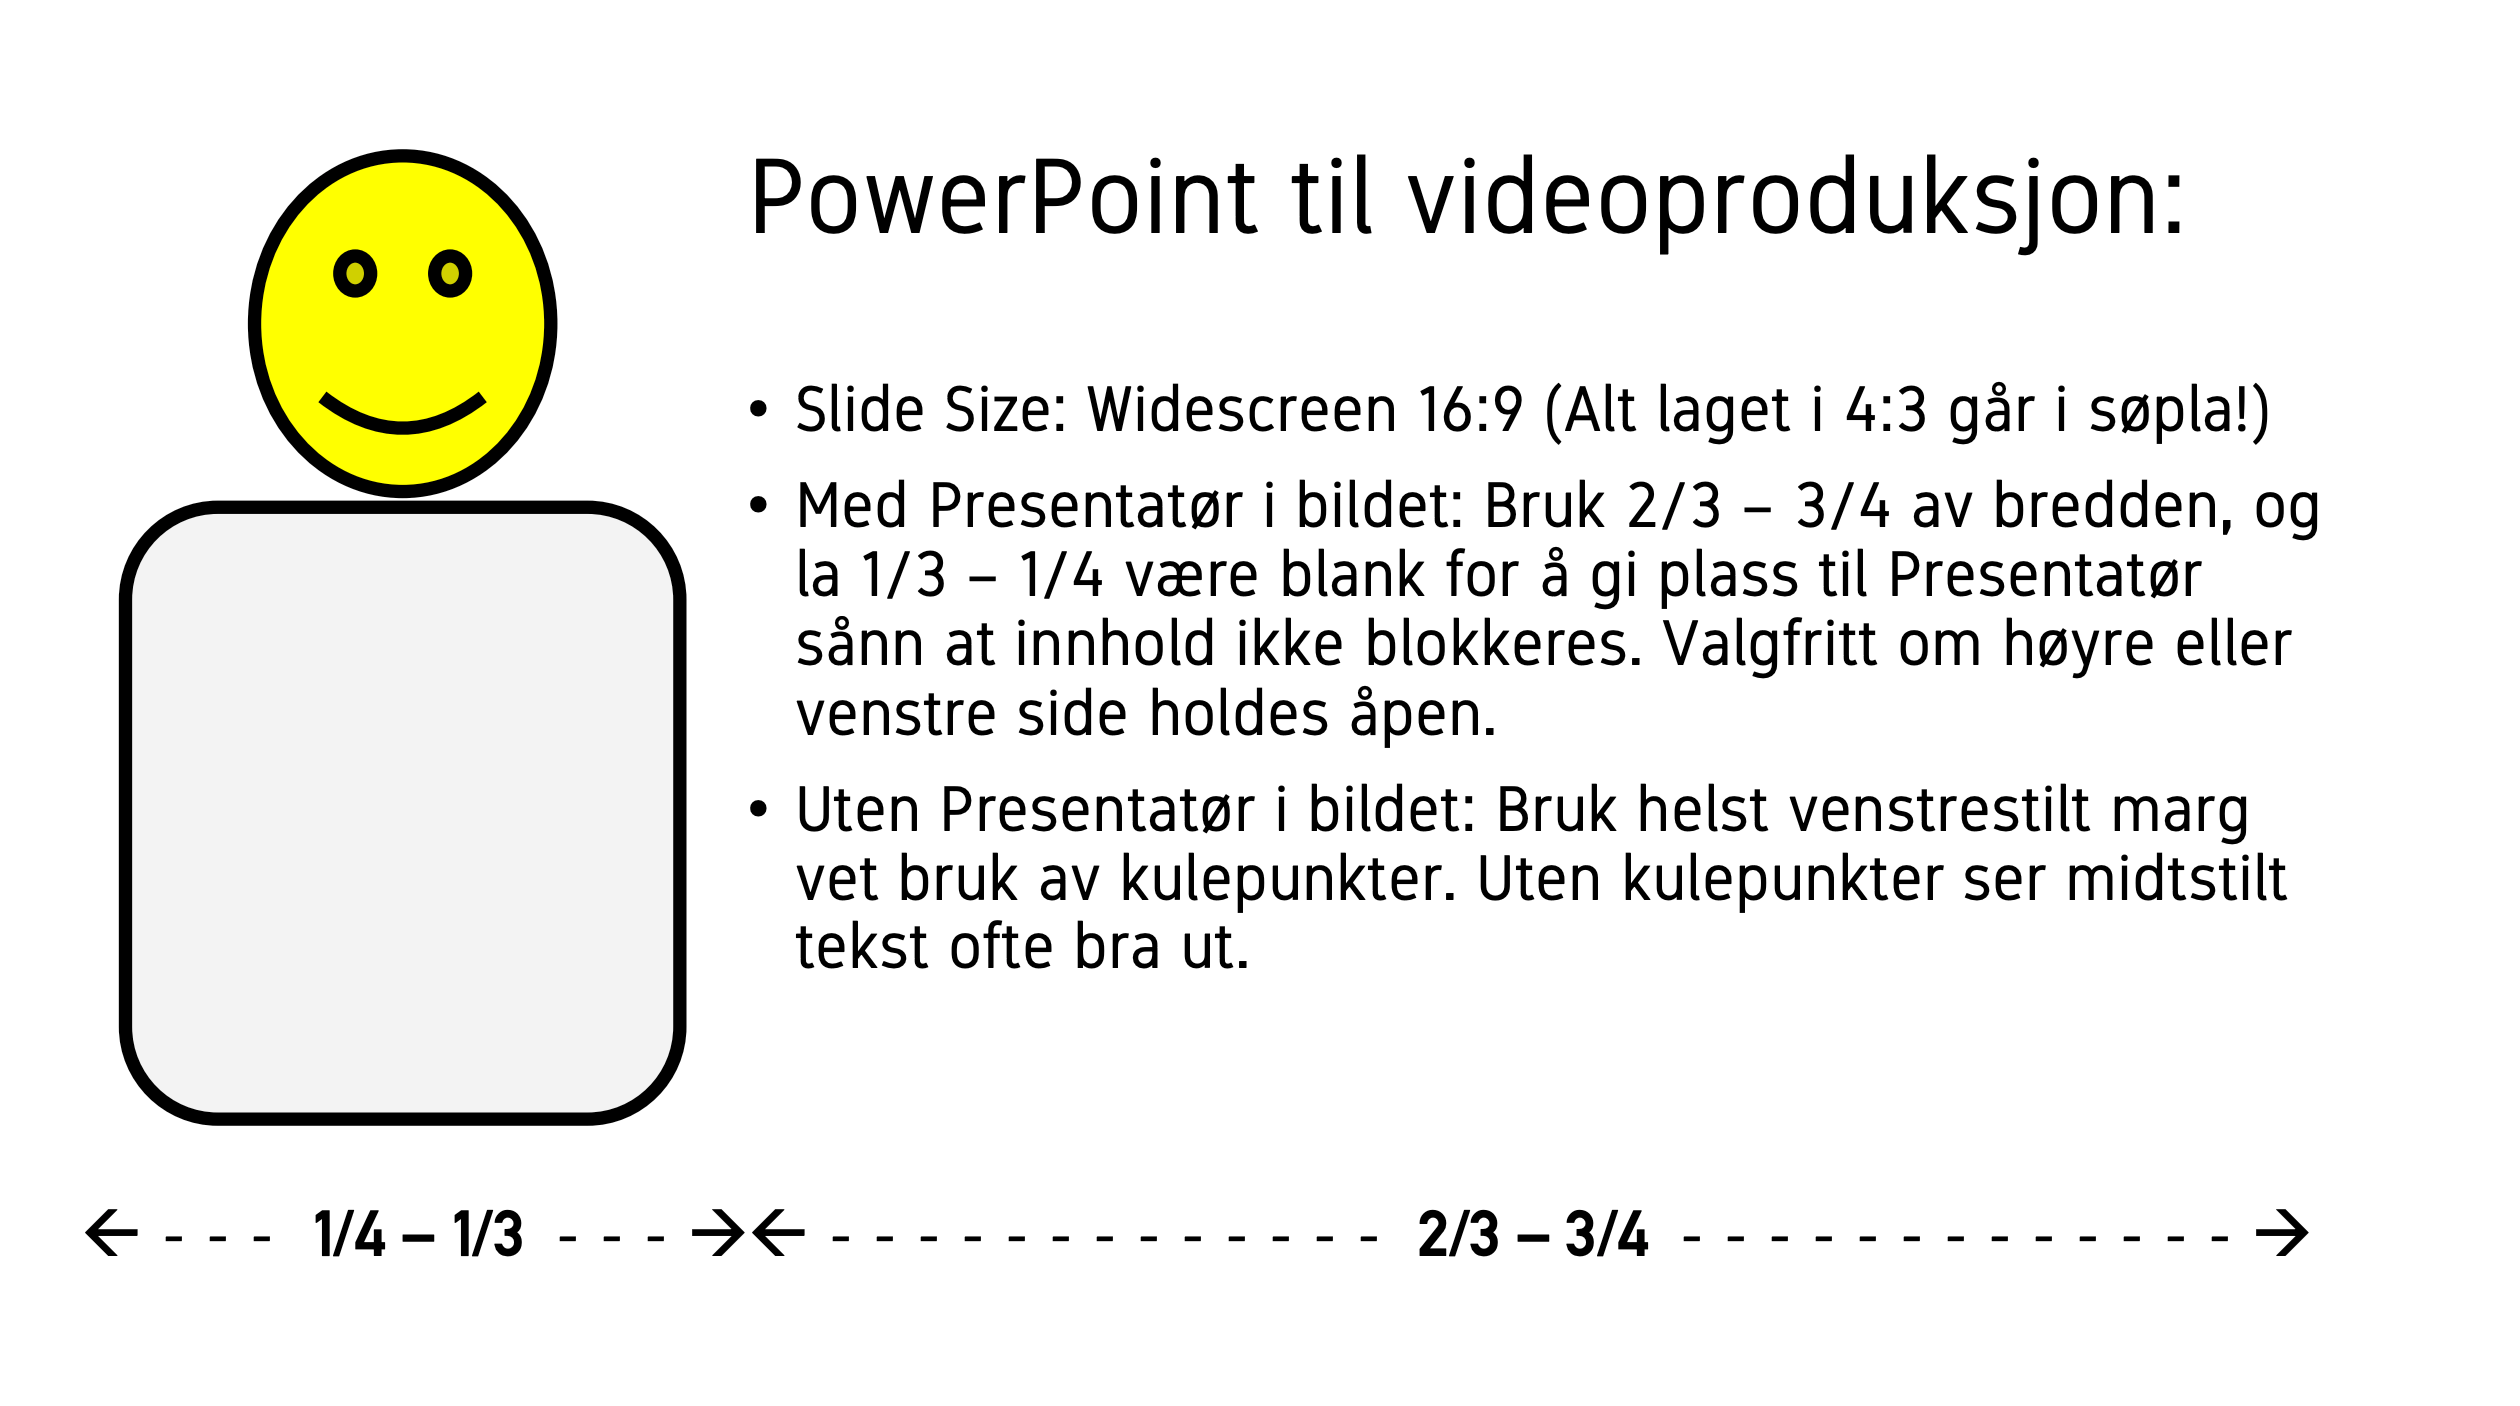 PowerPoint til videoproduksjon:
• Slide Size: Widescreen 16:9 (Alt laget i 4:3 går i søpla!)
• Med Presentatør i bildet: Bruk 2/3 – 3/4 av bredden, og
la 1/3 – 1/4 være blank for å gi plass til Presentatør
sånn at innhold ikke blokkeres. Valgfritt om høyre eller
venstre side holdes åpen.
• Uten Presentatør i bildet: Bruk helst venstrestilt marg
vet bruk av kulepunkter. Uten kulepunkter ser midtstilt
tekst ofte bra ut.
← - - - 1/4 – 1/3 - - - →← - - - - - - - - - - - - - 2/3 – 3/4 - - - - - - - - - - - - - →